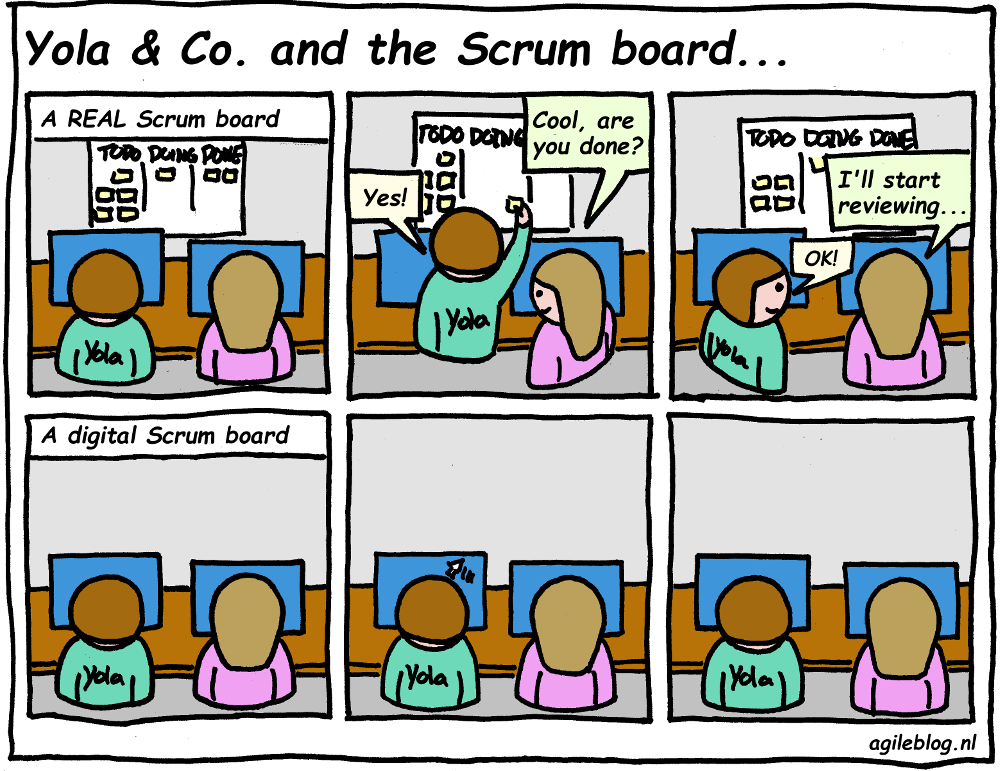 Yola & Co. and the Scrum board...
A REAL Scrum board
TODO DOING DONE
Yola
TODO DOING
Cool, are
you done?
Yes!
Yola
TODO DOING DONE
I'll start
reviewing...
OK!
Yola
A digital Scrum board
Yola
Yola
Yola
agileblog.nl